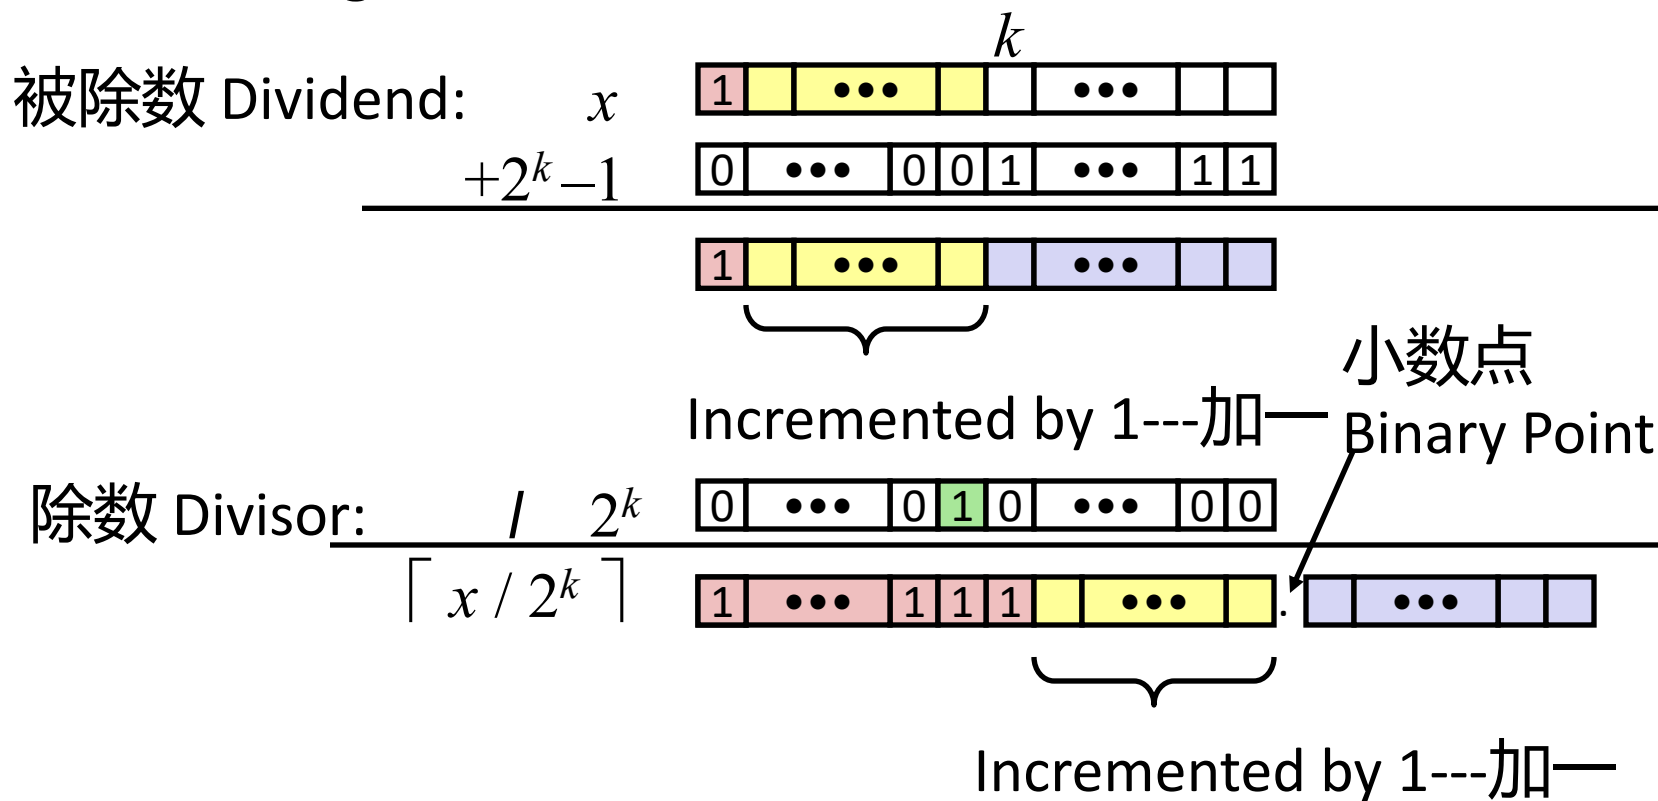 k
被除数 Dividend: x 1 ••• •••
+2^k –1 0 ••• 0 0 1 ••• 1 1
1 ••• •••
Incremented by 1---加一
小数点
Binary Point
除数 Divisor: / 2^k 0 ••• 0 1 0 ••• 0 0
⌈ x / 2^k ⌉ 1 ••• 1 1 1 ••• . •••
Incremented by 1---加一